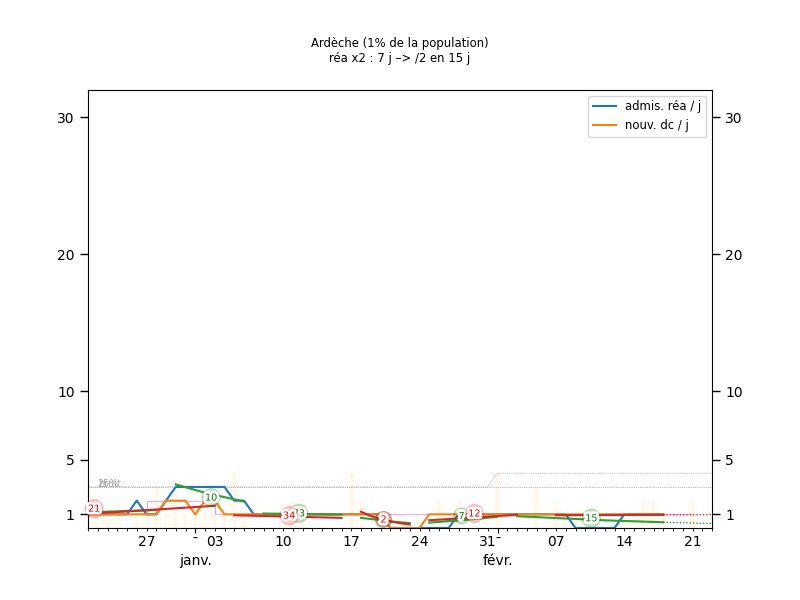 Ardèche (1% de la population)
réa x2 : 7 j –> /2 en 15 j
admis. réa / j
nouv. dc / j
30 30
20 20
10 10
5 5
1 1
21 10 34 2 7 12 15
27 03 10 17 24 31 07 14 21
janv. févr.